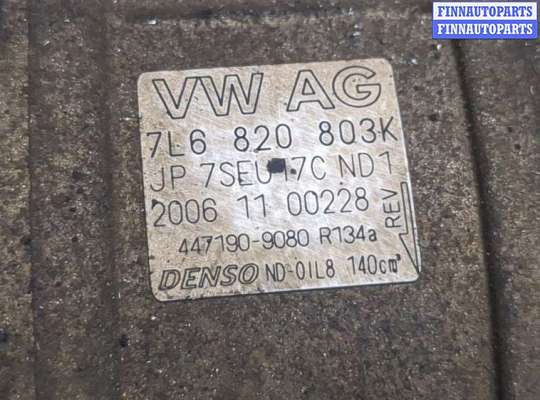 FINNAUTOPARTS
FINNAUTOPARTS
VW AG
7L6 820 803K
JP 7SEU17C ND1
2006 11 00228
REV
447190-9080 R134a
DENSO ND-OIL8 140cm³